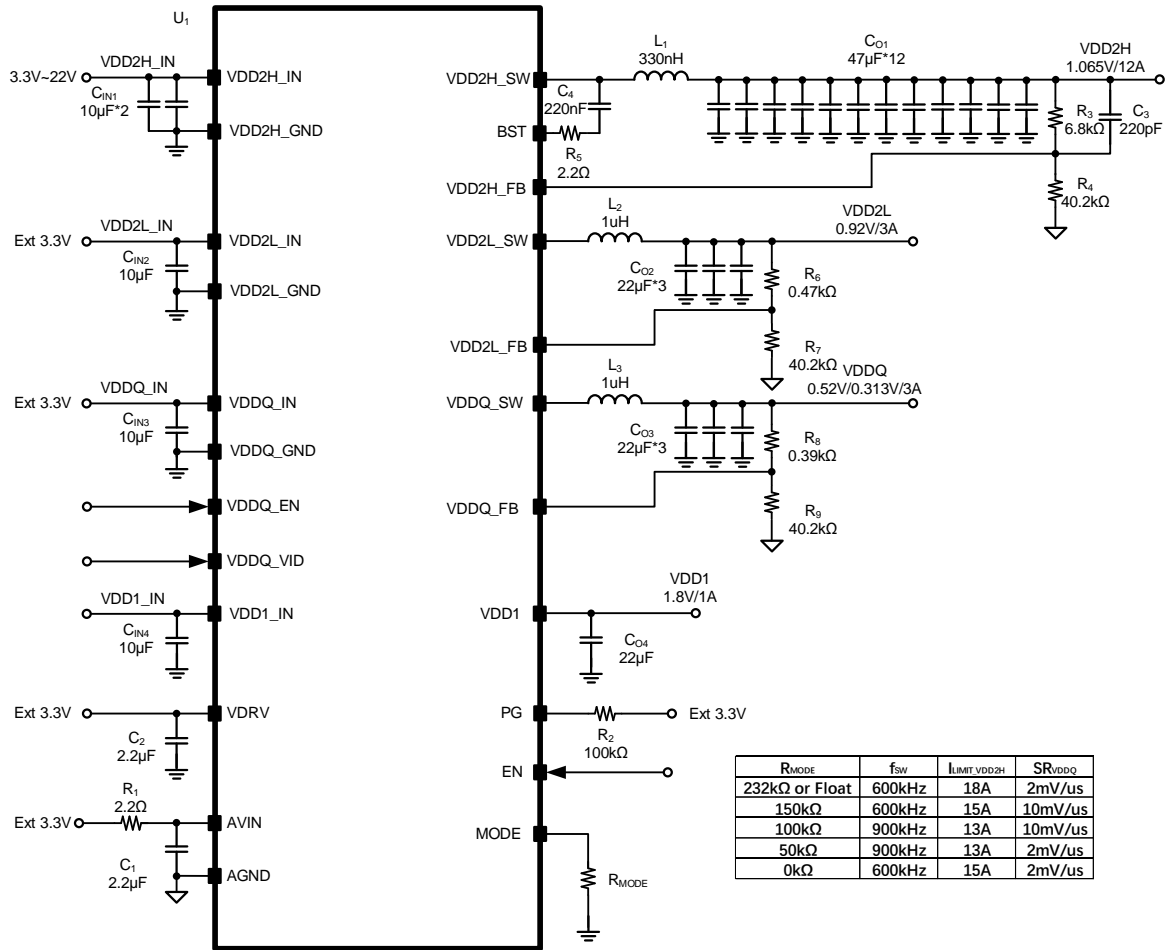 U1
VDD2H_IN
3.3V~22V
CIN1
10μF*2
VDD2H_IN
VDD2H_GND
VDD2L_IN
Ext 3.3V
CIN2
10μF
VDD2L_IN
VDD2L_GND
VDDQ_IN
Ext 3.3V
CIN3
10μF
VDDQ_IN
VDDQ_GND
VDDQ_EN
VDDQ_VID
VDD1_IN
CIN4
10μF
VDD1_IN
Ext 3.3V
C2
2.2μF
VDRV
R1
2.2Ω
Ext 3.3V
C1
2.2μF
AVIN
AGND
VDD2H_SW
C4
220nF
BST
R5
2.2Ω
VDD2H_FB
L1
330nH
CO1
47μF*12
VDD2H
1.065V/12A
R3
6.8kΩ
C3
220pF
R4
40.2kΩ
VDD2L_SW
L2
1uH
VDD2L
0.92V/3A
CO2
22μF*3
R6
0.47kΩ
VDD2L_FB
R7
40.2kΩ
VDDQ_SW
L3
1uH
VDDQ
0.52V/0.313V/3A
CO3
22μF*3
R8
0.39kΩ
VDDQ_FB
R9
40.2kΩ
VDD1
VDD1
1.8V/1A
CO4
22μF
PG
R2
100kΩ
Ext 3.3V
EN
MODE
RMODE
RMODE fSW ILIMIT_VDD2H SRVDDQ
232kΩ or Float 600kHz 18A 2mV/us
150kΩ 600kHz 15A 10mV/us
100kΩ 900kHz 13A 10mV/us
50kΩ 900kHz 13A 2mV/us
0kΩ 600kHz 15A 2mV/us